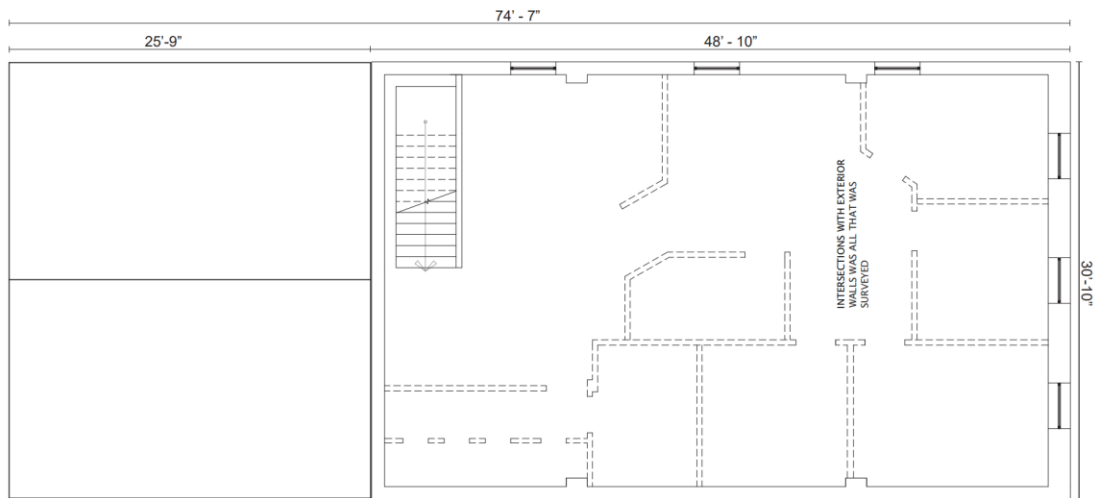 74’ - 7”
25’-9”
48’ - 10”
INTERSECTIONS WITH EXTERIOR
WALLS WAS ALL THAT WAS
SURVEYED
30’-10”